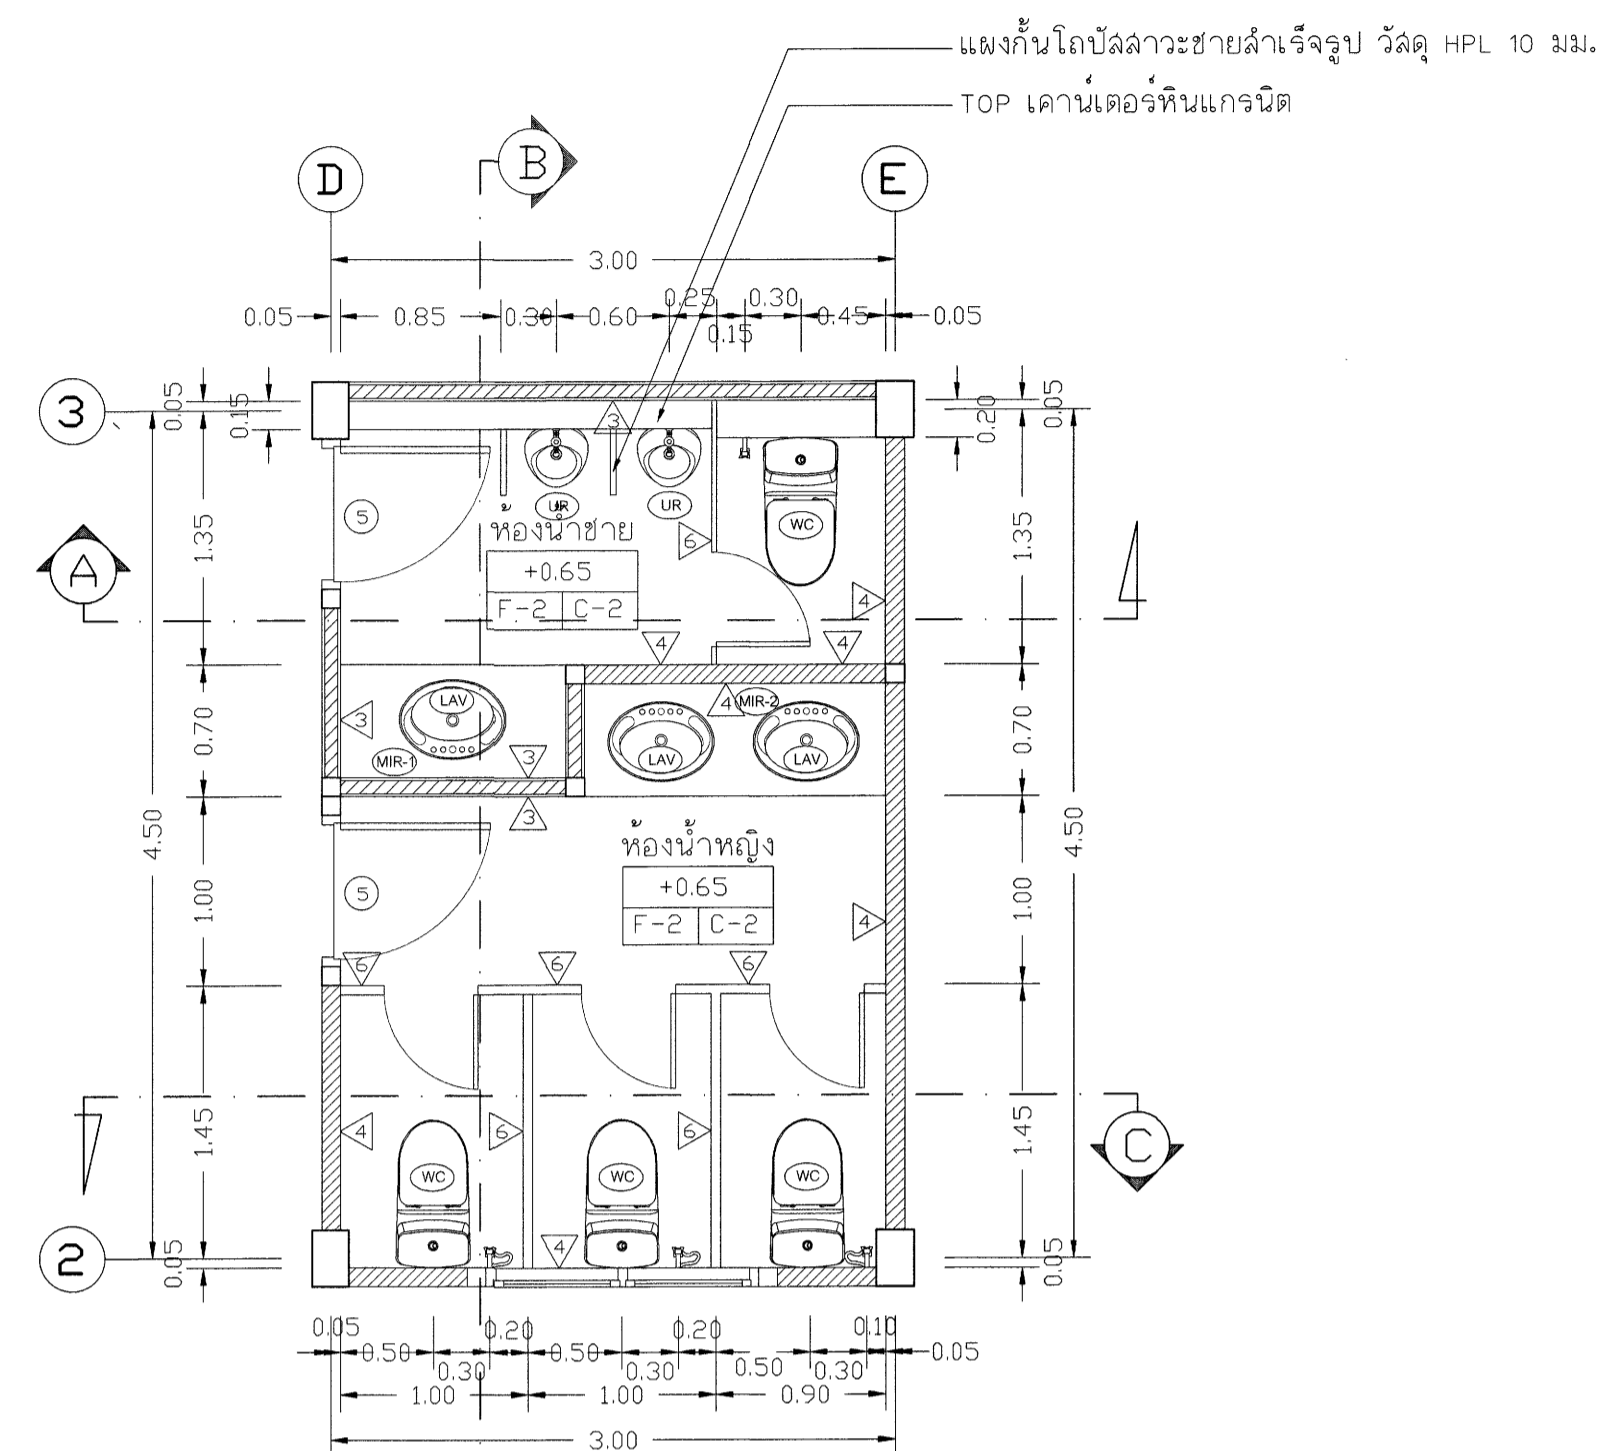 แผงกั้นโถปัสสาวะชายสำเร็จรูป วัสดุ HPL 10 มม.
TOP เคาน์เตอร์หินแกรนิต
B
D
E
3.00
0.25 0.30
0.05 0.85 0.30 0.60 0.45 0.05
0.15
3
0.05
0.15
0.20
0.05
3
5
UR
UR
WC
ห้องน้ำชาย
6
1.35
1.35
A
+0.65
F-2 C-2
4
4
4
LAV
4
MIR-2
3
0.70
0.70
MIR-1
3
LAV
LAV
4.50
4.50
3
ห้องน้ำหญิง
5
+0.65
F-2 C-2
4
1.00
1.00
6
6
6
1.45
1.45
4
6
6
C
WC
WC
WC
4
2
0.05
0.05
0.05 0.20 0.20 0.10
0.50 0.50 0.50 0.05
0.30 0.30 0.30
1.00 1.00 0.90
3.00